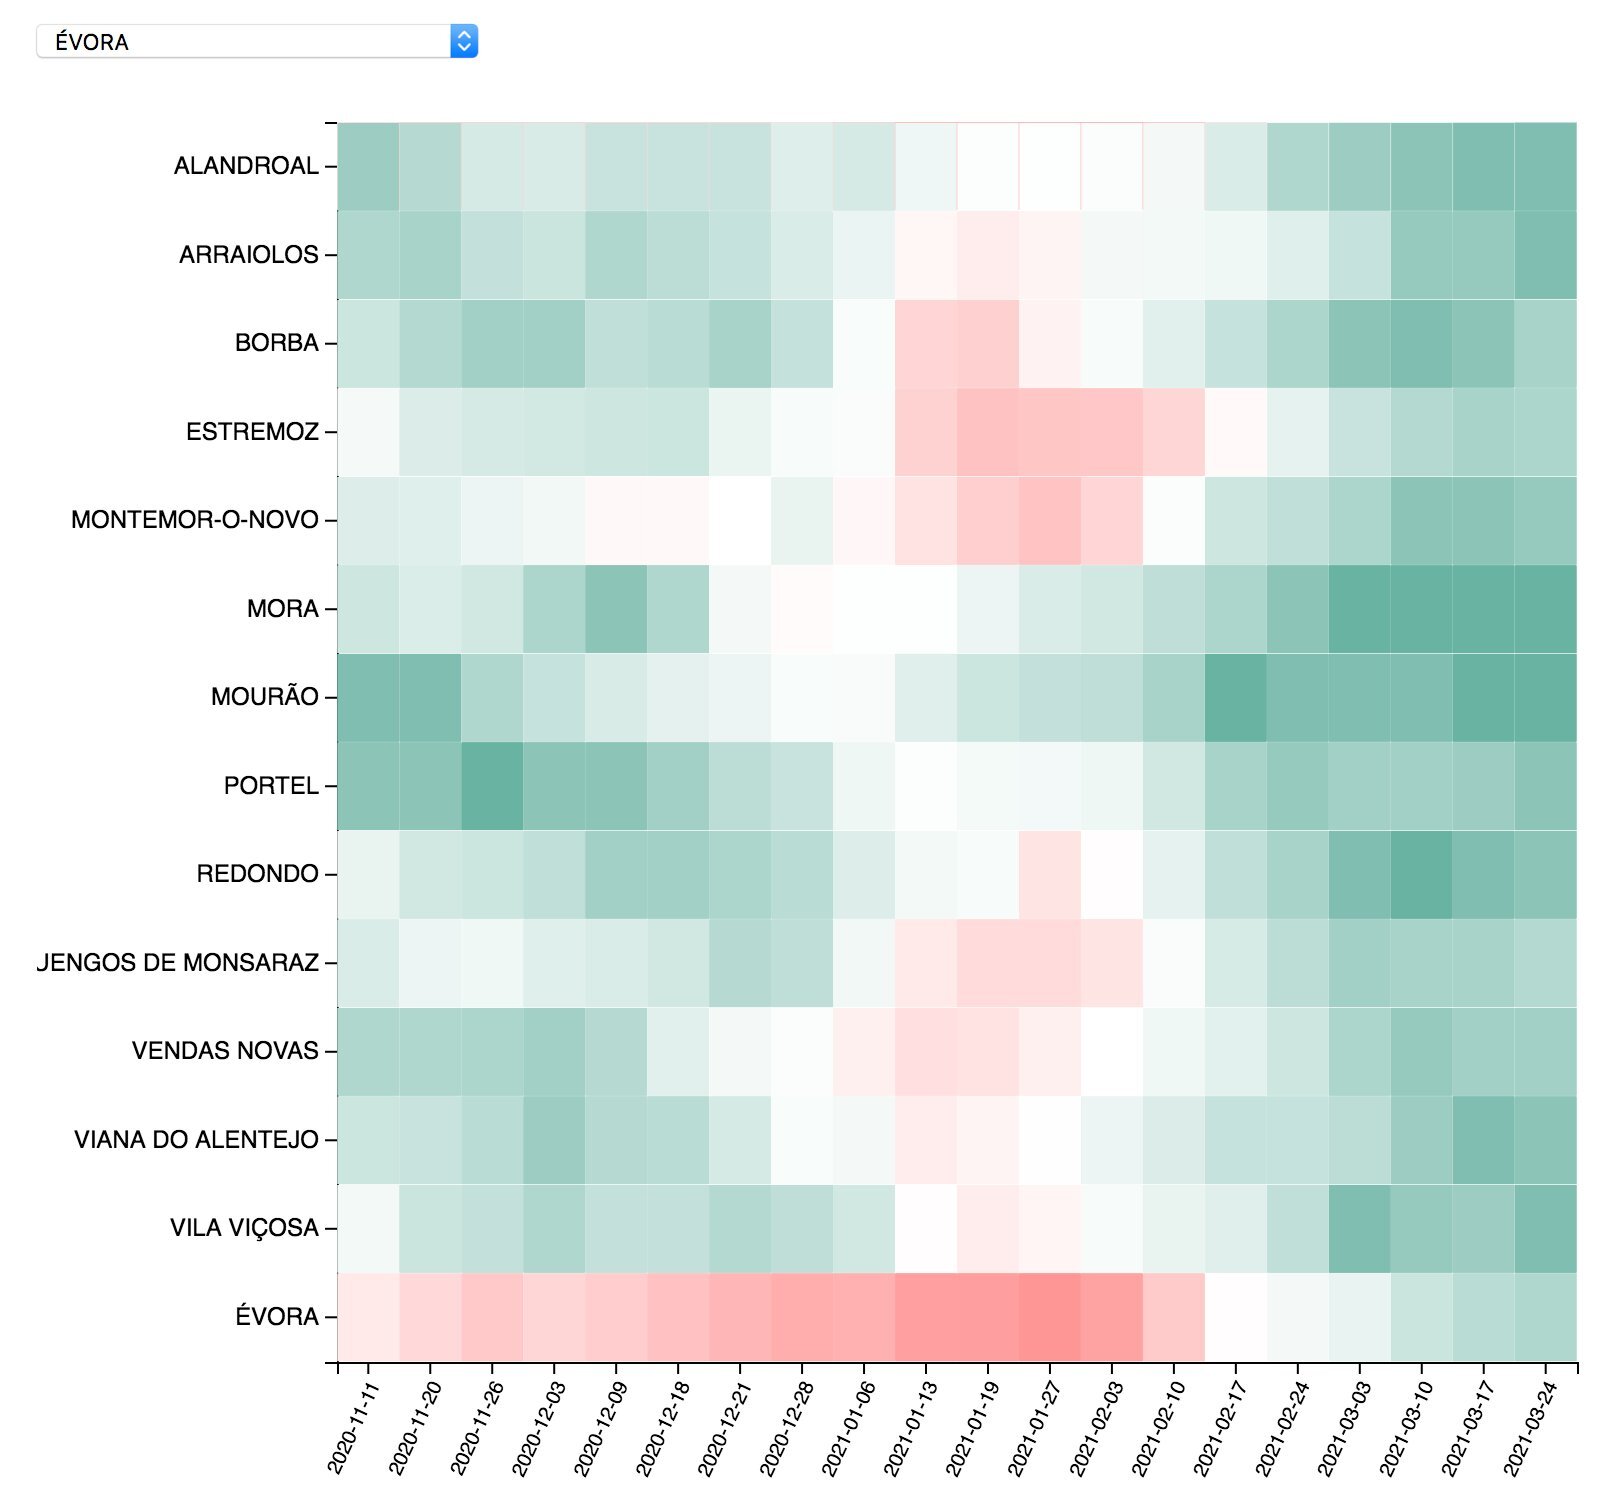 ÉVORA
ALANDROAL
ARRAIOLOS
BORBA
ESTREMOZ
MONTEMOR-O-NOVO
MORA
MOURÃO
PORTEL
REDONDO
JENGOS DE MONSARAZ
VENDAS NOVAS
VIANA DO ALENTEJO
VILA VIÇOSA
ÉVORA
2020-11-11
2020-11-20
2020-11-26
2020-12-03
2020-12-09
2020-12-18
2020-12-21
2020-12-28
2021-01-06
2021-01-13
2021-01-19
2021-01-27
2021-02-03
2021-02-10
2021-02-17
2021-02-24
2021-03-03
2021-03-10
2021-03-17
2021-03-24